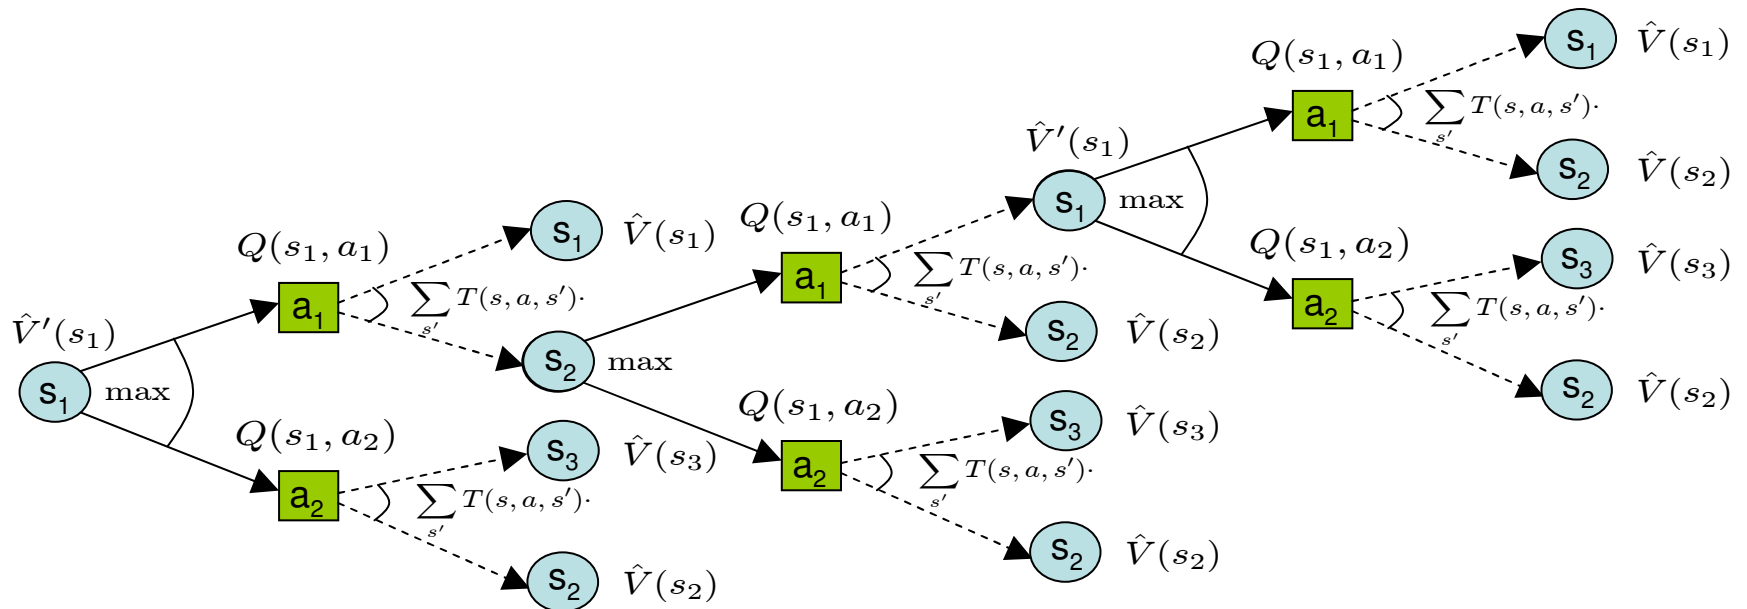 V̂′(s₁)
s₁
max
Q(s₁, a₁)
a₁
Q(s₁, a₂)
a₂
∑ₛ′ T(s, a, s′)·
s₁ V̂(s₁)
s₂
max
∑ₛ′ T(s, a, s′)·
s₃ V̂(s₃)
s₂ V̂(s₂)
Q(s₁, a₁)
a₁
Q(s₁, a₂)
a₂
∑ₛ′ T(s, a, s′)·
V̂′(s₁)
s₁
max
s₂ V̂(s₂)
∑ₛ′ T(s, a, s′)·
s₃ V̂(s₃)
s₂ V̂(s₂)
Q(s₁, a₁)
a₁
∑ₛ′ T(s, a, s′)·
s₁ V̂(s₁)
s₂ V̂(s₂)
Q(s₁, a₂)
a₂
∑ₛ′ T(s, a, s′)·
s₃ V̂(s₃)
s₂ V̂(s₂)